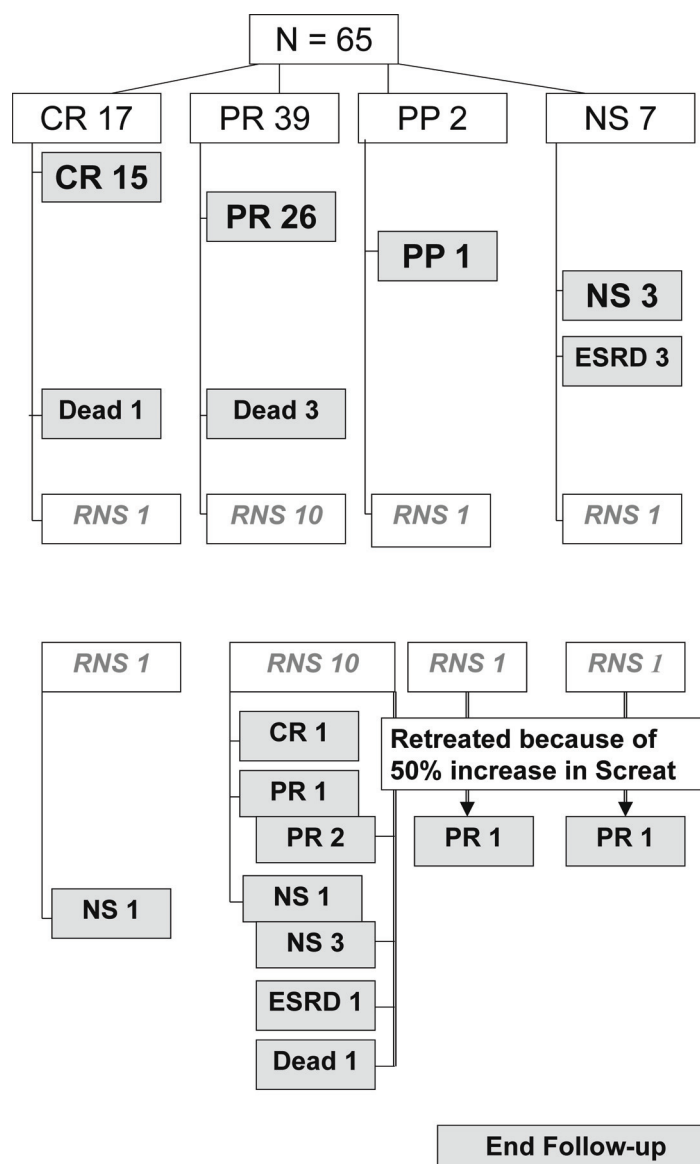 N = 65
CR 17
PR 39
PP 2
NS 7
CR 15
PR 26
PP 1
NS 3
ESRD 3
Dead 1
Dead 3
RNS 1
RNS 10
RNS 1
RNS 1
RNS 1
RNS 10
RNS 1
RNS 1
CR 1
Retreated because of
50% increase in Screat
PR 1
PR 2
PR 1
PR 1
NS 1
NS 1
NS 3
ESRD 1
Dead 1
End Follow-up